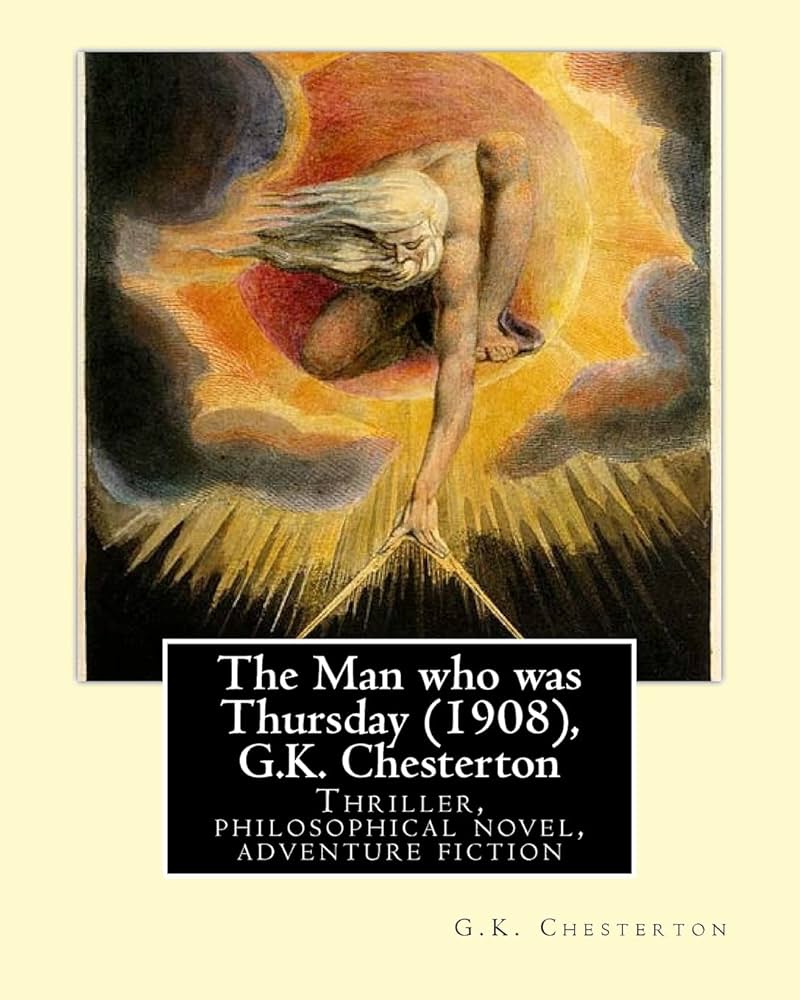 The Man who was
Thursday (1908),
G.K. Chesterton
Thriller,
philosophical novel,
adventure fiction
G.K. Chesterton